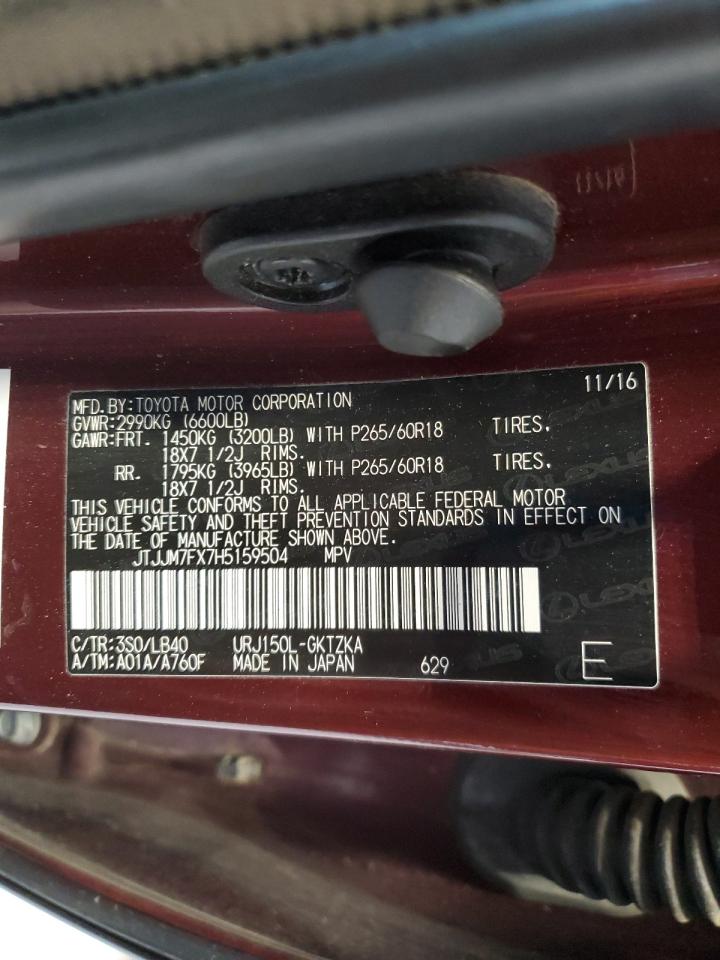 11/16
MFD.BY:TOYOTA MOTOR CORPORATION
GVWR:2990KG (6600LB)
GAWR:FRT. 1450KG (3200LB) WITH P265/60R18 TIRES.
18X7 1/2J RIMS.
RR. 1795KG (3965LB) WITH P265/60R18 TIRES.
18X7 1/2J RIMS.
THIS VEHICLE CONFORMS TO ALL APPLICABLE FEDERAL MOTOR
VEHICLE SAFETY AND THEFT PREVENTION STANDARDS IN EFFECT ON
THE DATE OF MANUFACTURE SHOWN ABOVE.
JTJJM7FX7H5159504 MPV
C/TR:3S0/LB40 URJ150L-GKTZKA
A/TM:A01A/A760F MADE IN JAPAN 629 E
LEXUS